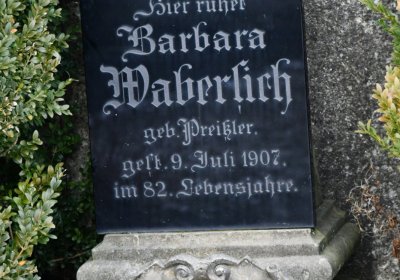 Hier ruhet
Barbara
Waberſich
geb. Preißler.
geſt. 9. Juli 1907.
im 82. Lebensjahre.